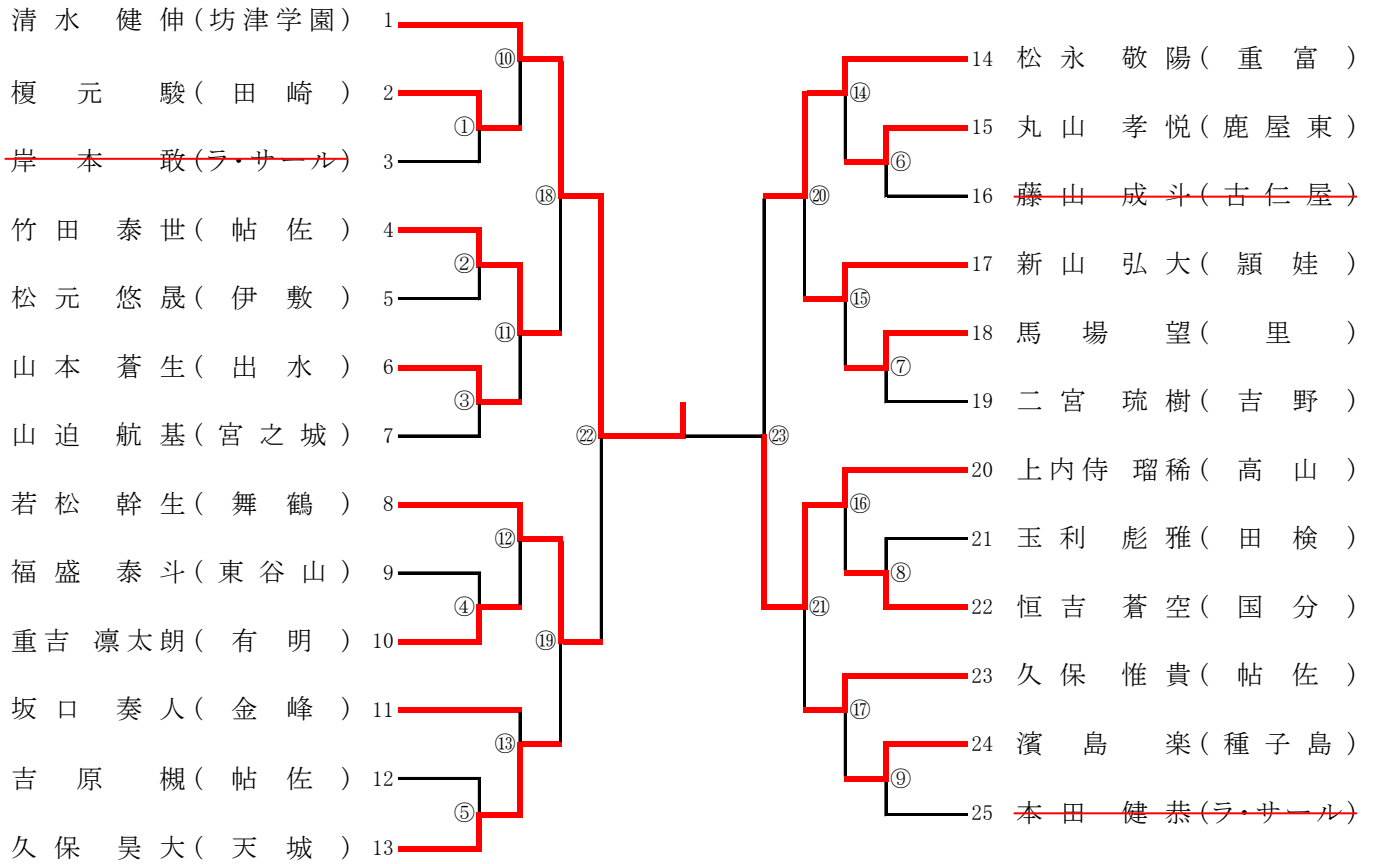 清水 健伸(坊津学園) 1
榎元 駿(田崎) 2
岸本 敢(ラ・サール) 3
竹田 泰世(帖佐) 4
松元 悠晟(伊敷) 5
山本 蒼生(出水) 6
山迫 航基(宮之城) 7
若松 幹生(舞鶴) 8
福盛 泰斗(東谷山) 9
重吉 凛太朗(有明) 10
坂口 奏人(金峰) 11
吉原 槻(帖佐) 12
久保 昊大(天城) 13
⑩
①
⑱
②
⑪
③
㉒
⑫
④
⑲
⑬
⑤
14 松永 敬陽(重富)
15 丸山 孝悦(鹿屋東)
16 藤山 成斗(古仁屋)
17 新山 弘大(頴娃)
18 馬場 望(里)
19 二宮 琉樹(吉野)
20 上内侍 瑠稀(高山)
21 玉利 彪雅(田検)
22 恒吉 蒼空(国分)
23 久保 惟貴(帖佐)
24 濱島 楽(種子島)
25 本田 健恭(ラ・サール)
⑭
⑥
⑳
⑮
⑦
㉓
⑯
⑧
㉑
⑰
⑨